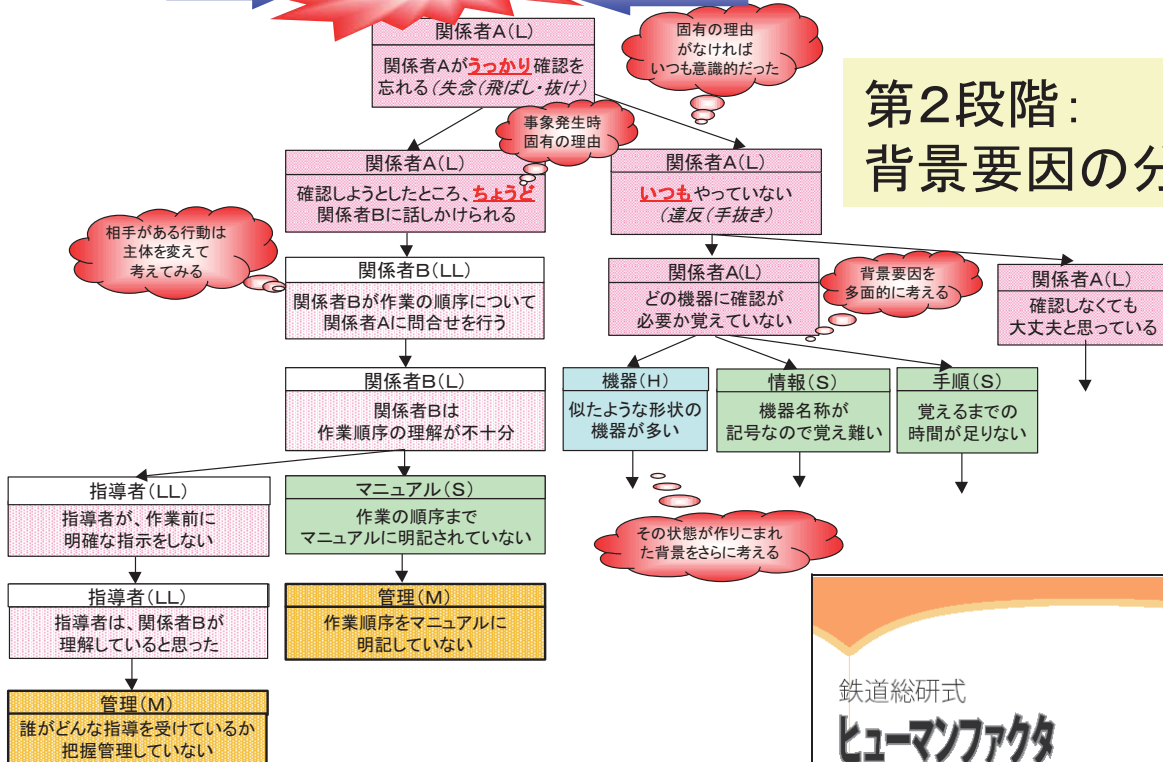 関係者A(L)
関係者Aがうっかり確認を
忘れる(失念(飛ばし・抜け)
固有の理由
がなければ
いつも意識的だった
第2段階:
背景要因の分
事象発生時
固有の理由
関係者A(L)
確認しようとしたところ、ちょうど
関係者Bに話しかけられる
関係者A(L)
いつもやっていない
(違反(手抜き)
相手がある行動は
主体を変えて
考えてみる
関係者B(LL)
関係者Bが作業の順序について
関係者Aに問合せを行う
関係者A(L)
どの機器に確認が
必要か覚えていない
背景要因を
多面的に考える
関係者A(L)
確認しなくても
大丈夫と思っている
関係者B(L)
関係者Bは
作業順序の理解が不十分
機器(H)
似たような形状の
機器が多い
情報(S)
機器名称が
記号なので覚え難い
手順(S)
覚えるまでの
時間が足りない
指導者(LL)
指導者が、作業前に
明確な指示をしない
マニュアル(S)
作業の順序まで
マニュアルに明記されていない
その状態が作りこまれ
た背景をさらに考える
指導者(LL)
指導者は、関係者Bが
理解していると思った
管理(M)
作業順序をマニュアルに
明記していない
管理(M)
誰がどんな指導を受けているか
把握管理していない
鉄道総研式
ヒューマンファクタ